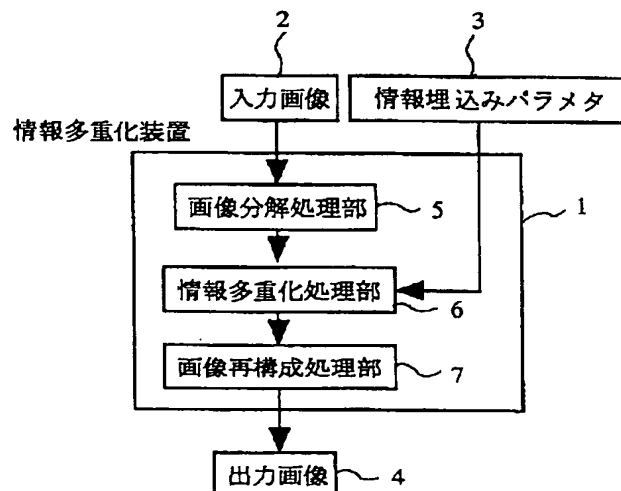 2
3
入力画像
情報埋込みパラメタ
情報多重化装置
画像分解処理部
5
1
情報多重化処理部
6
画像再構成処理部
7
出力画像
4